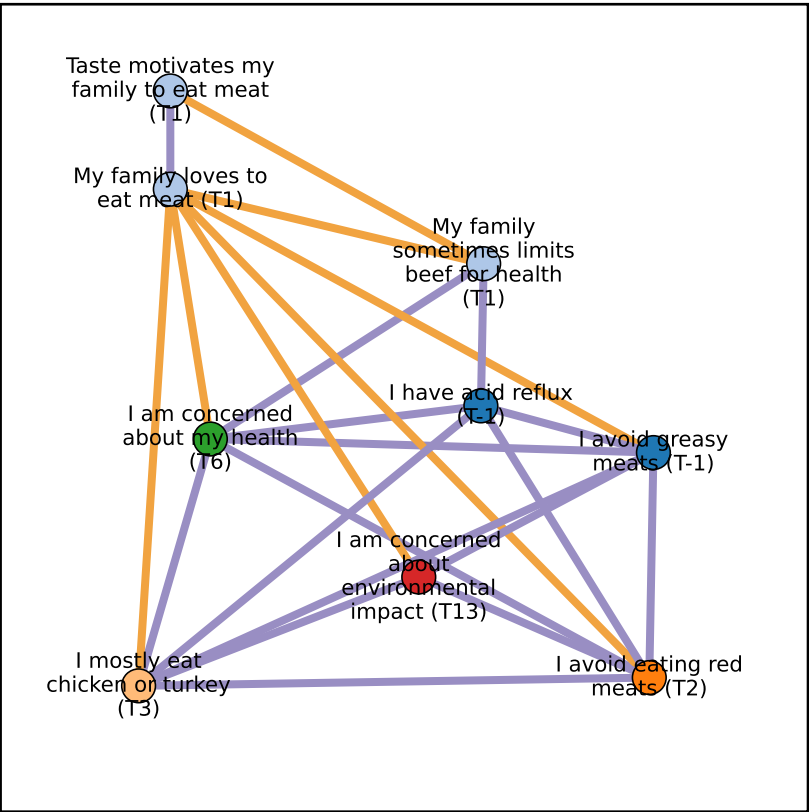 Taste motivates my
family to eat meat
(T1)
My family loves to
eat meat (T1)
My family
sometimes limits
beef for health
(T1)
I have acid reflux
(T-1)
I am concerned
about my health
(T6)
I avoid greasy
meats (T-1)
I am concerned
about
environmental
impact (T13)
I mostly eat
chicken or turkey
(T3)
I avoid eating red
meats (T2)